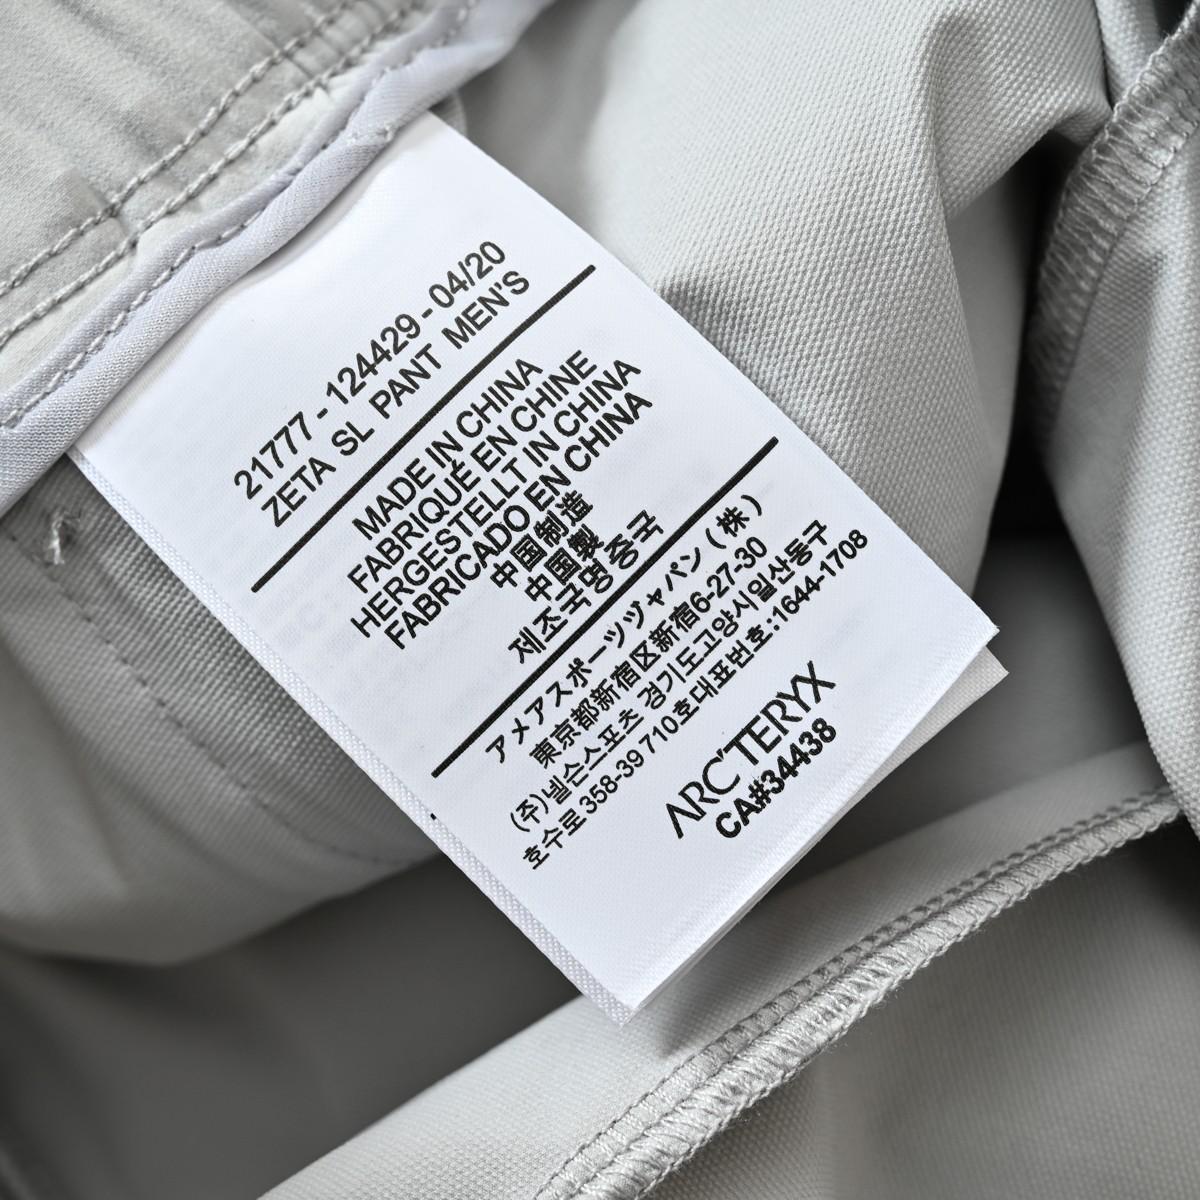 21777 - 124429 - 04/20
ZETA SL PANT MEN'S
MADE IN CHINA
FABRIQUÉ EN CHINE
HERGESTELLT IN CHINA
FABRICADO EN CHINA
中国制造
中国製
제조국명중국
アメアスポーツヅャパン(株)
東京都新宿区新宿6-27-30
(주)넬슨스포츠 경기도고양시일산동구
호수로 358-39 710호대표번호:1644-1708
ARC'TERYX
CA#34438